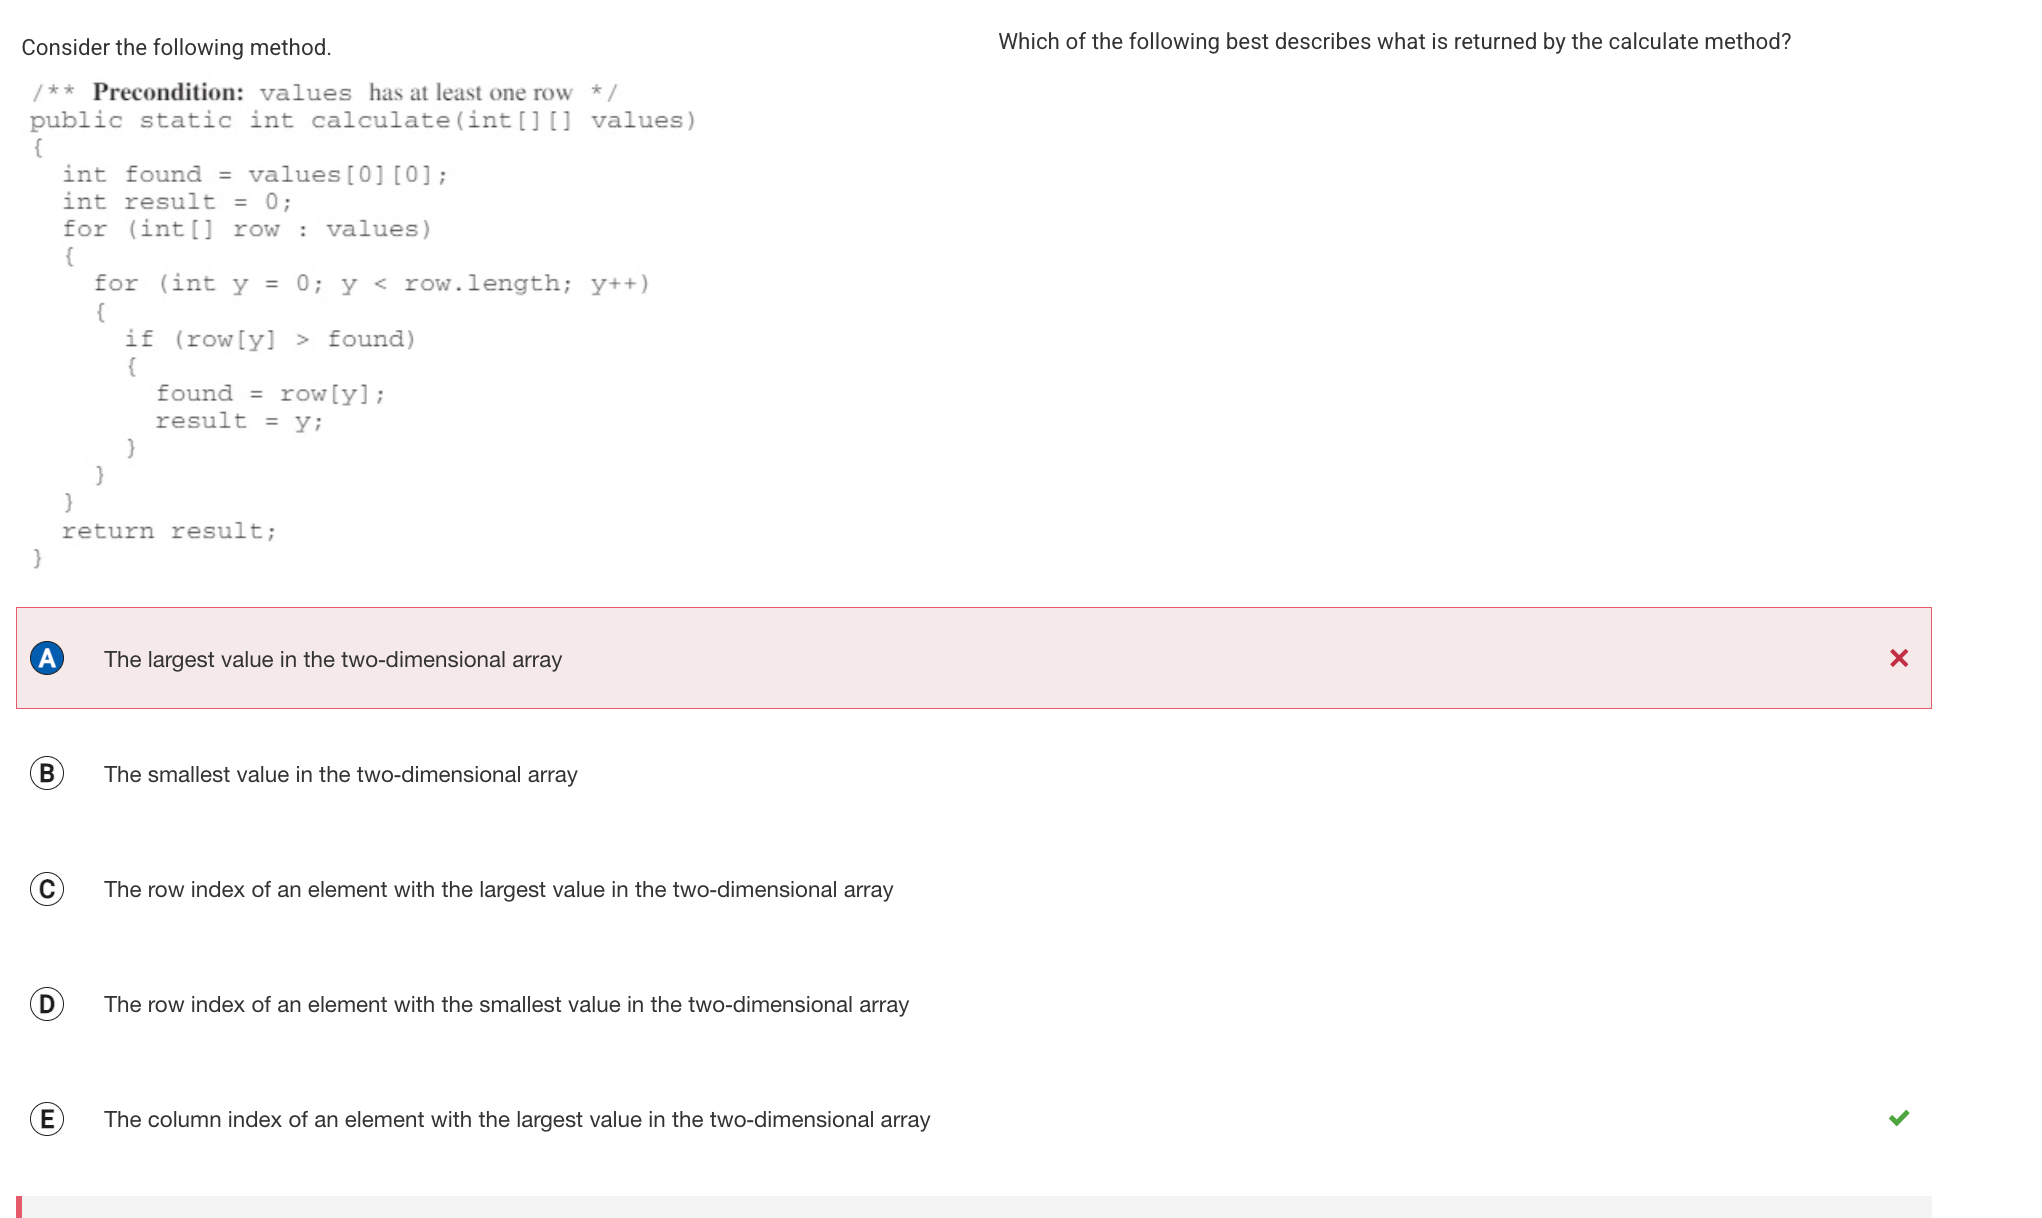 Consider the following method.
/** Precondition: values has at least one row */
public static int calculate(int[][] values)
{
int found = values[0][0];
int result = 0;
for (int[] row : values)
{
for (int y = 0; y < row.length; y++)
{
if (row[y] > found)
{
found = row[y];
result = y;
}
}
}
return result;
}
Which of the following best describes what is returned by the calculate method?
A The largest value in the two-dimensional array
B The smallest value in the two-dimensional array
C The row index of an element with the largest value in the two-dimensional array
D The row index of an element with the smallest value in the two-dimensional array
E The column index of an element with the largest value in the two-dimensional array